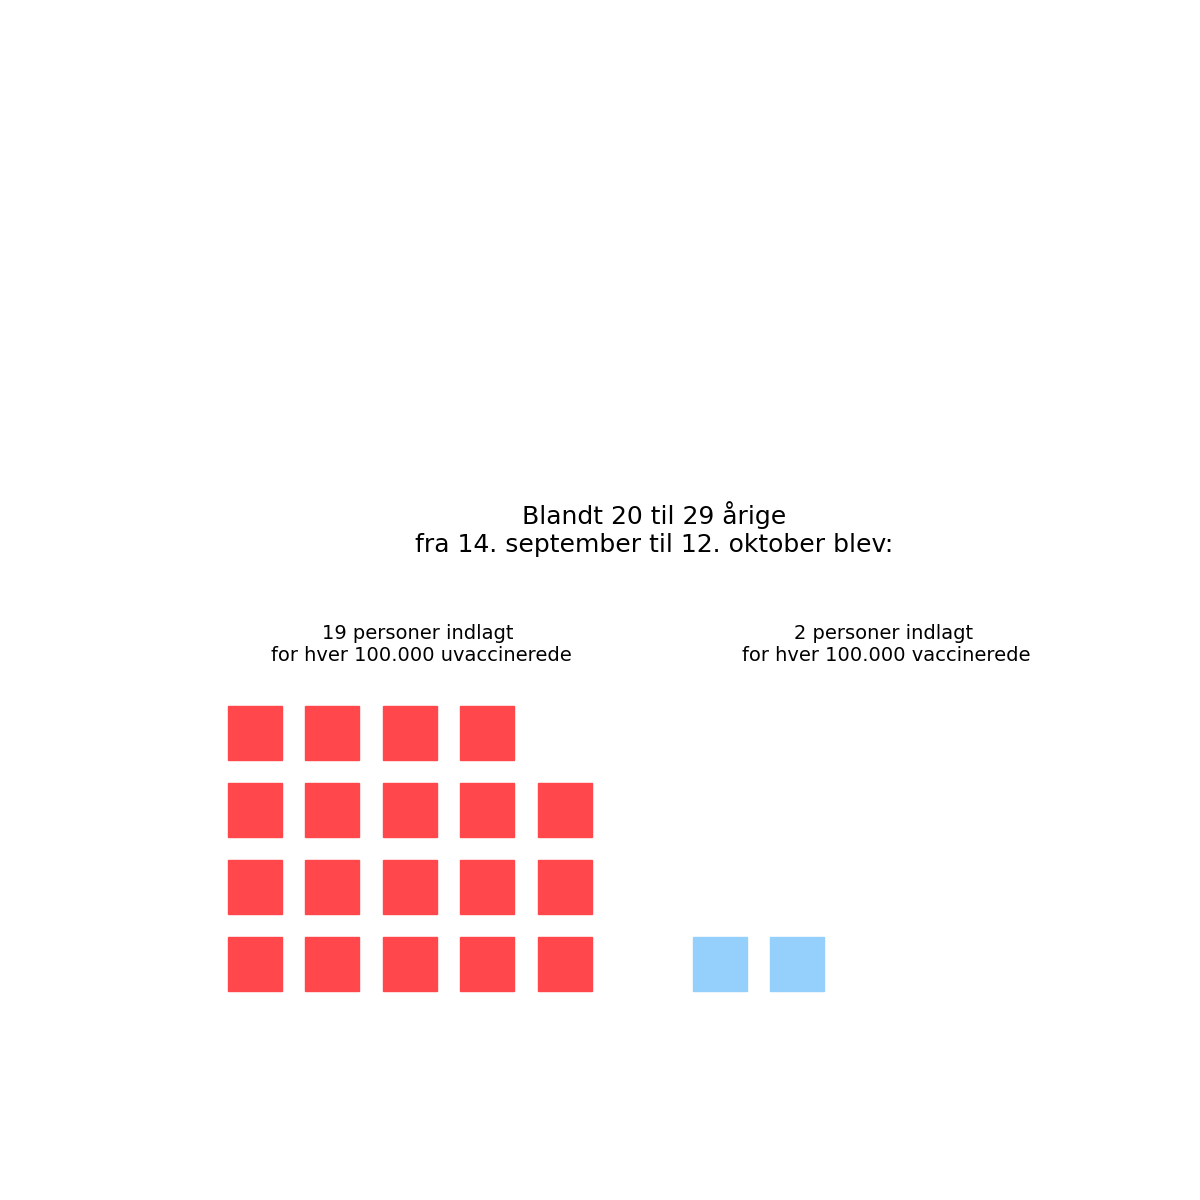 Blandt 20 til 29 årige
fra 14. september til 12. oktober blev:
19 personer indlagt
for hver 100.000 uvaccinerede
2 personer indlagt
for hver 100.000 vaccinerede